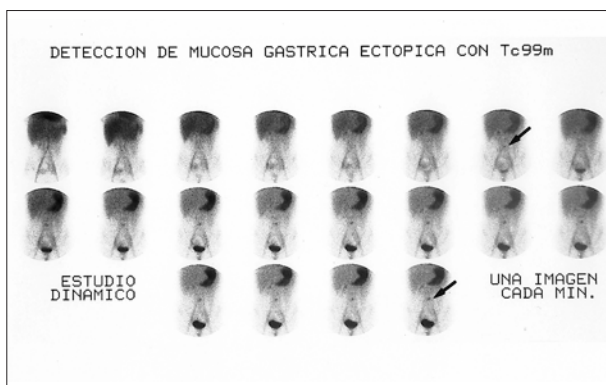 DETECCION DE MUCOSA GASTRICA ECTOPICA CON Tc99m
ESTUDIO
DINAMICO
UNA IMAGEN
CADA MIN.